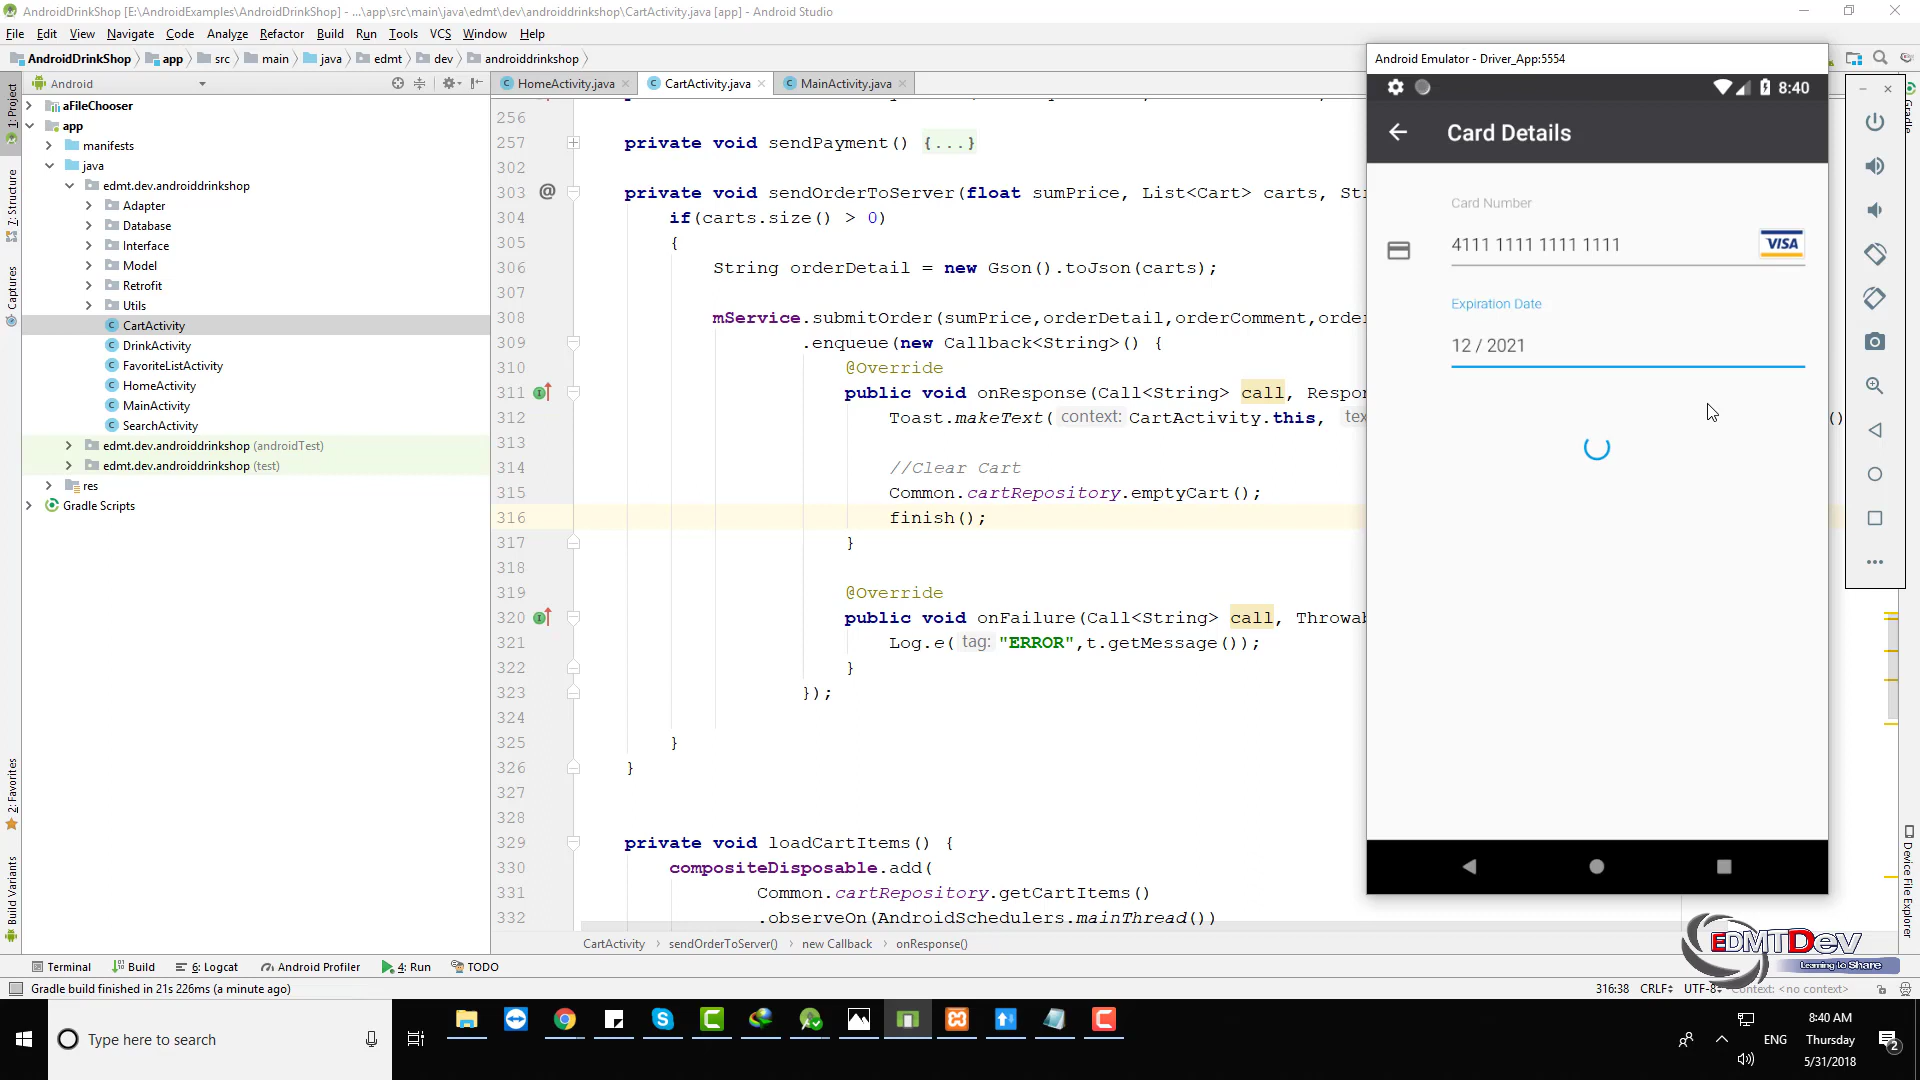 AndroidDrinkShop [E:\AndroidExamples\AndroidDrinkShop] - ...\app\src\main\java\edmt\dev\androiddrinkshop\CartActivity.java [app] - Android Studio
File Edit View Navigate Code Analyze Refactor Build Run Tools VCS Window Help
AndroidDrinkShop app src main java edmt dev androiddrinkshop
Android
HomeActivity.java CartActivity.java MainActivity.java
1: Project
7: Structure
Captures
2: Favorites
Build Variants
aFileChooser
app
manifests
java
edmt.dev.androiddrinkshop
Adapter
Database
Interface
Model
Retrofit
Utils
CartActivity
DrinkActivity
FavoriteListActivity
HomeActivity
MainActivity
SearchActivity
edmt.dev.androiddrinkshop (androidTest)
edmt.dev.androiddrinkshop (test)
res
Gradle Scripts
256
257 private void sendPayment() {...}
302
303 @ private void sendOrderToServer(float sumPrice, List<Cart> carts, St
304 if(carts.size() > 0)
305 {
306 String orderDetail = new Gson().toJson(carts);
307
308 mService.submitOrder(sumPrice,orderDetail,orderComment,orde
309 .enqueue(new Callback<String>() {
310 @Override
311 public void onResponse(Call<String> call, Respon
312 Toast.makeText( context: CartActivity.this, tex ()
313
314 //Clear Cart
315 Common.cartRepository.emptyCart();
316 finish();
317 }
318
319 @Override
320 public void onFailure(Call<String> call, Throwab
321 Log.e( tag: "ERROR",t.getMessage());
322 }
323 });
324
325 }
326 }
327
328
329 private void loadCartItems() {
330 compositeDisposable.add(
331 Common.cartRepository.getCartItems()
332 .observeOn(AndroidSchedulers.mainThread())
CartActivity sendOrderToServer() new Callback onResponse()
Android Emulator - Driver_App:5554
8:40
Card Details
Card Number
4111 1111 1111 1111
VISA
Expiration Date
12 / 2021
Gradle
Device File Explorer
EDMTDev
Learning to Share
Terminal Build 6: Logcat Android Profiler 4: Run TODO
Gradle build finished in 21s 226ms (a minute ago) 316:38 CRLF UTF-8 Context: <no context>
Type here to search
ENG
8:40 AM
Thursday
5/31/2018
2